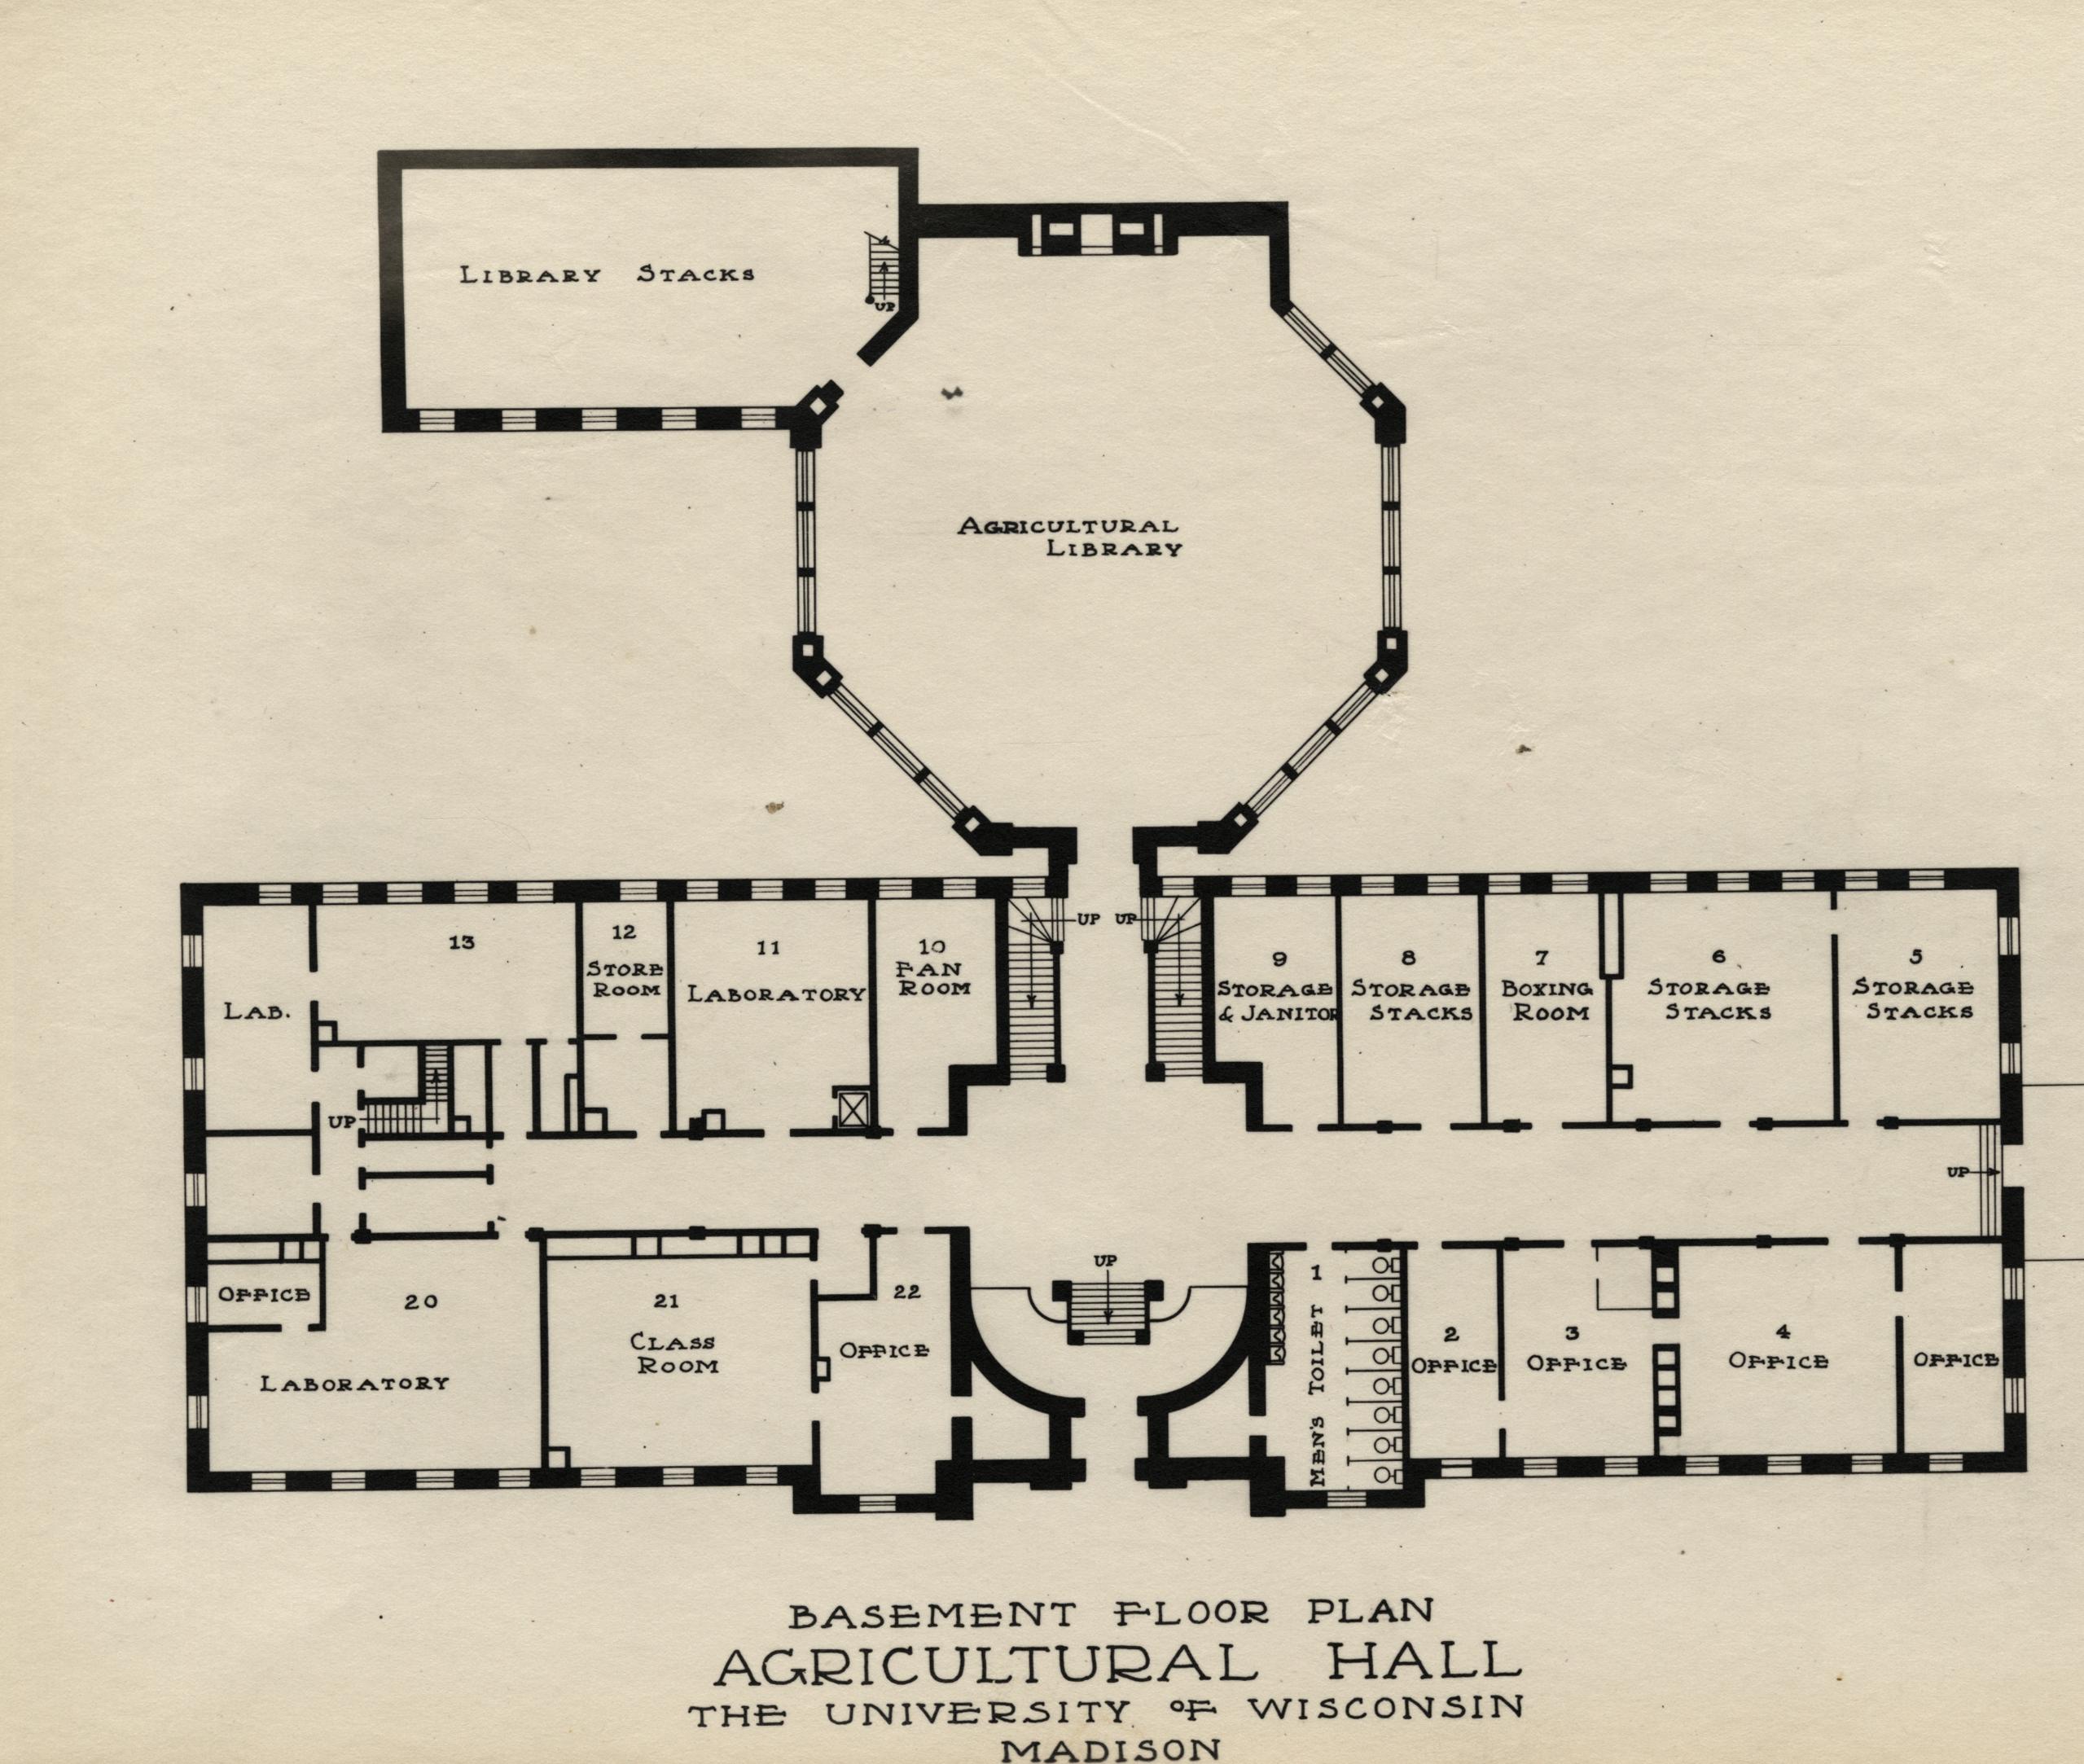 LIBRARY STACKS
UP
AGRICULTURAL
LIBRARY
UP UP
13
12
STORE
ROOM
11
LABORATORY
10
FAN
ROOM
9
STORAGE
& JANITOR
8
STORAGE
STACKS
7
BOXING
ROOM
6
STORAGE
STACKS
5
STORAGE
STACKS
LAB.
UP
UP
UP
OFFICE
20
LABORATORY
21
CLASS
ROOM
22
OFFICE
1
MEN'S TOILET
2
OFFICE
3
OFFICE
4
OFFICE
OFFICE
BASEMENT FLOOR PLAN
AGRICULTURAL HALL
THE UNIVERSITY OF WISCONSIN
MADISON